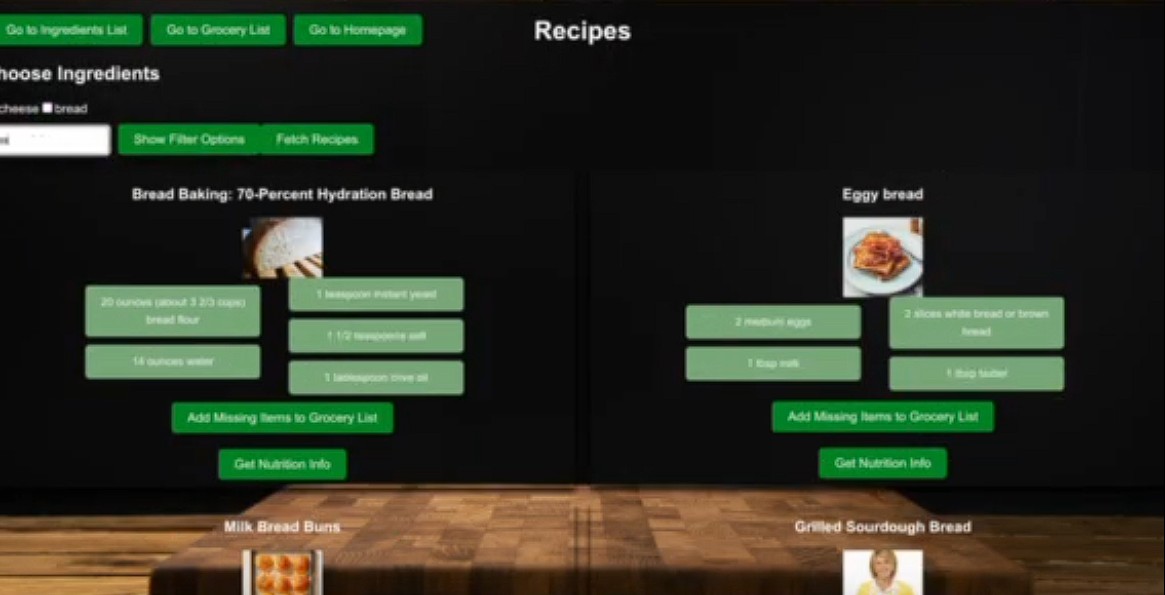 Go to Ingredients List Go to Grocery List Go to Homepage
Recipes
hoose Ingredients
cheese bread
Show Filter Options Fetch Recipes
Bread Baking: 70-Percent Hydration Bread
20 ounces (about 3 2/3 cups)
bread flour
14 ounces water
1 teaspoon instant yeast
1 1/2 teaspoons salt
1 tablespoon olive oil
Add Missing Items to Grocery List
Get Nutrition Info
Eggy bread
2 medium eggs
1 tbsp milk
2 slices white bread or brown
bread
1 tbsp butter
Add Missing Items to Grocery List
Get Nutrition Info
Milk Bread Buns
Grilled Sourdough Bread